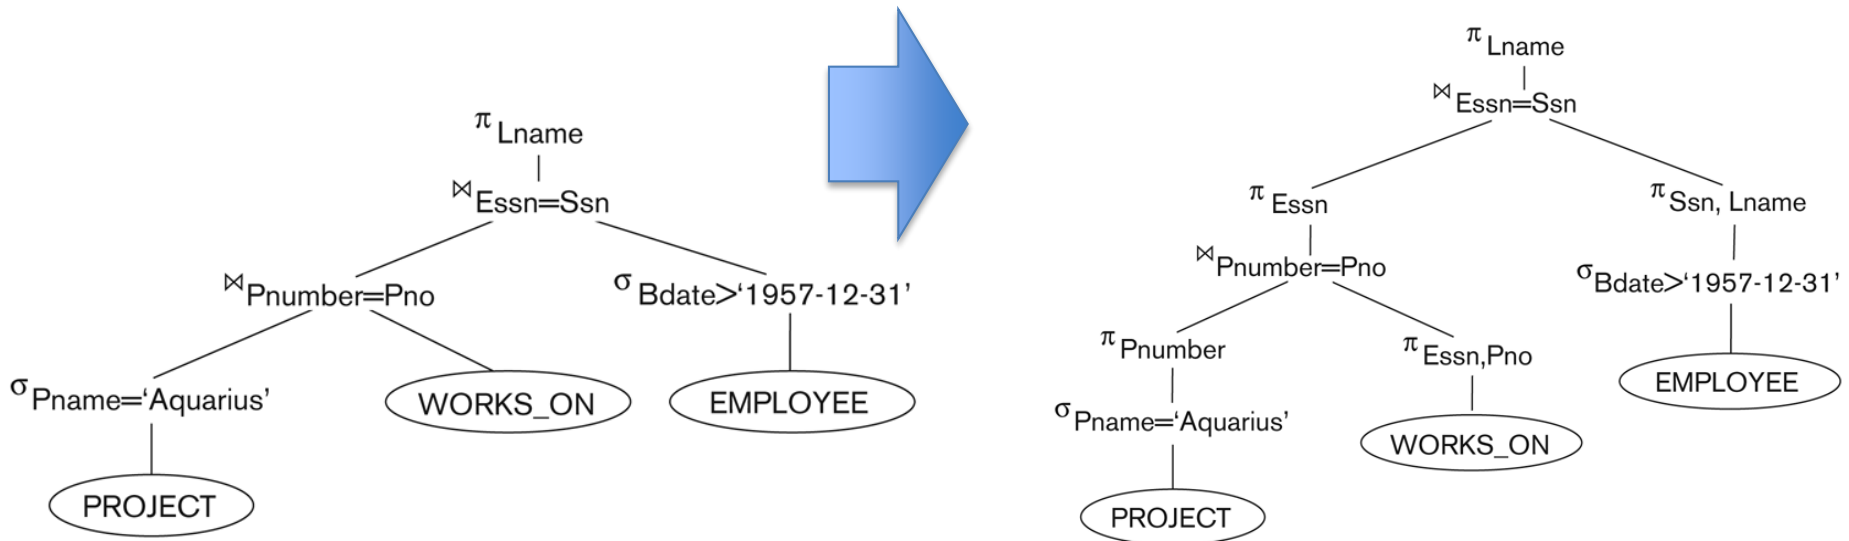 π Lname
⋈ Essn=Ssn
⋈ Pnumber=Pno
σ Bdate>‘1957-12-31’
σ Pname=‘Aquarius’
WORKS_ON
EMPLOYEE
PROJECT
π Lname
⋈ Essn=Ssn
π Essn
π Ssn, Lname
⋈ Pnumber=Pno
σ Bdate>‘1957-12-31’
π Pnumber
π Essn,Pno
EMPLOYEE
σ Pname=‘Aquarius’
WORKS_ON
PROJECT